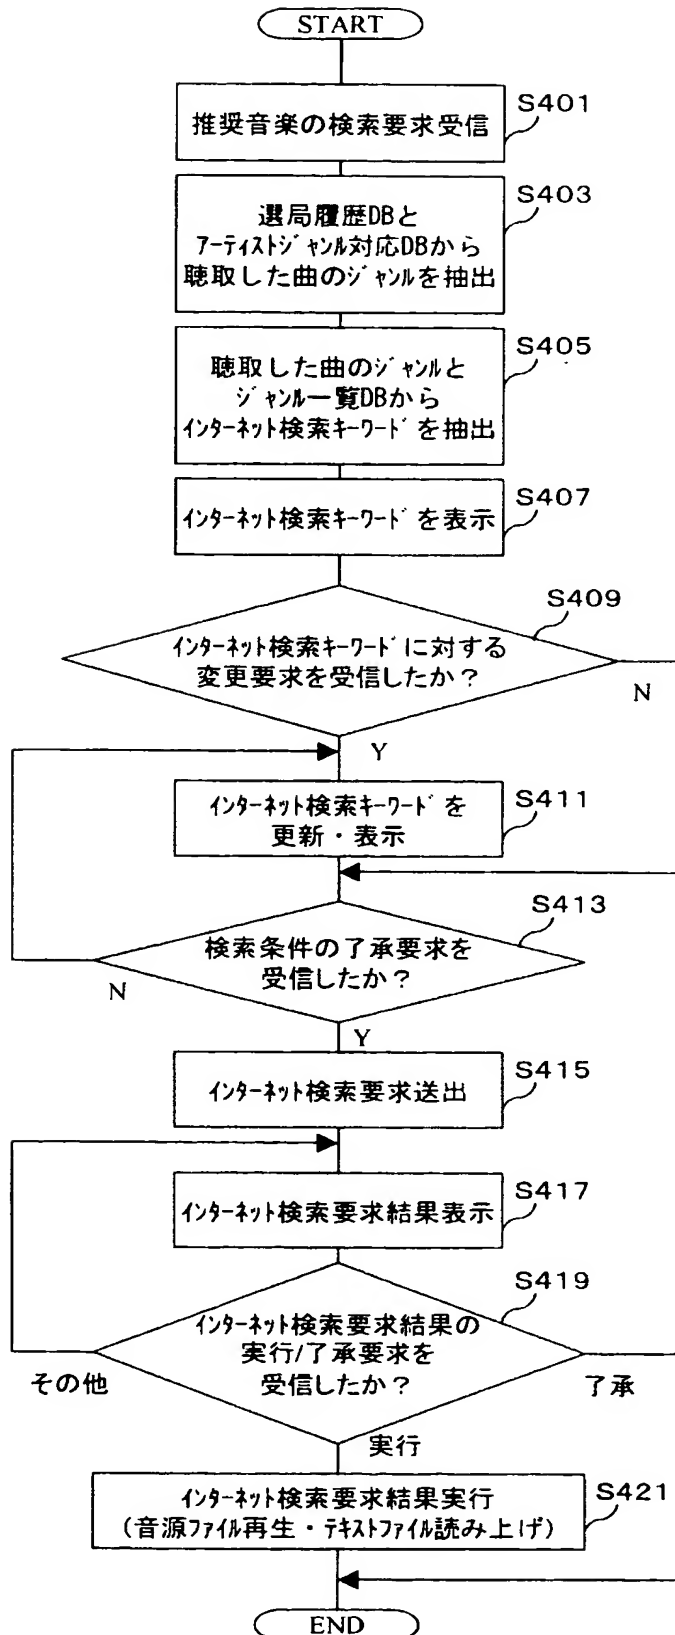 START
S401
推奨音楽の検索要求受信
S403
選局履歴DBと
アーティストジャンル対応DBから
聴取した曲のジャンルを抽出
S405
聴取した曲のジャンルと
ジャンル一覧DBから
インターネット検索キーワードを抽出
S407
インターネット検索キーワードを表示
S409
インターネット検索キーワードに対する
変更要求を受信したか?
N
Y
インターネット検索キーワードを
更新・表示
S411
S413
検索条件の了承要求を
受信したか?
N
Y
S415
インターネット検索要求送出
S417
インターネット検索要求結果表示
S419
インターネット検索要求結果の
実行/了承要求を
受信したか?
その他
了承
実行
S421
インターネット検索要求結果実行
(音源ファイル再生・テキストファイル読み上げ)
END